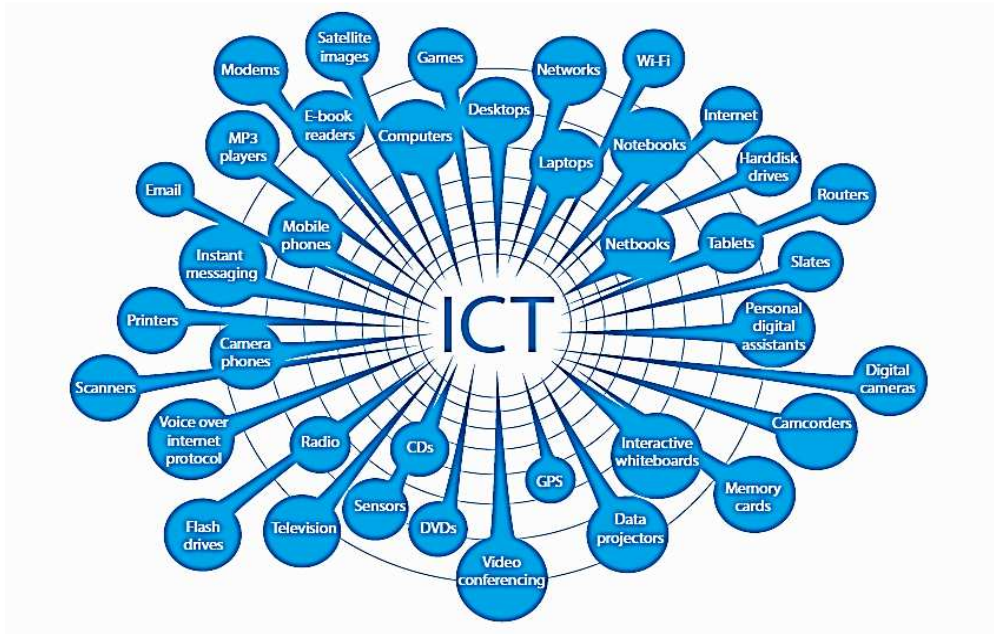 Satellite
images
Games
Modems
Networks
Wi-Fi
E-book
readers
Computers
Desktops
Internet
MP3
players
Laptops
Notebooks
Harddisk
drives
Email
Routers
Mobile
phones
Netbooks
Tablets
Instant
messaging
Slates
ICT
Printers
Personal
digital
assistants
Camera
phones
Scanners
Digital
cameras
Voice over
internet
protocol
Radio
CDs
Interactive
whiteboards
Camcorders
GPS
Memory
cards
Sensors
Flash
drives
Television
DVDs
Data
projectors
Video
conferencing